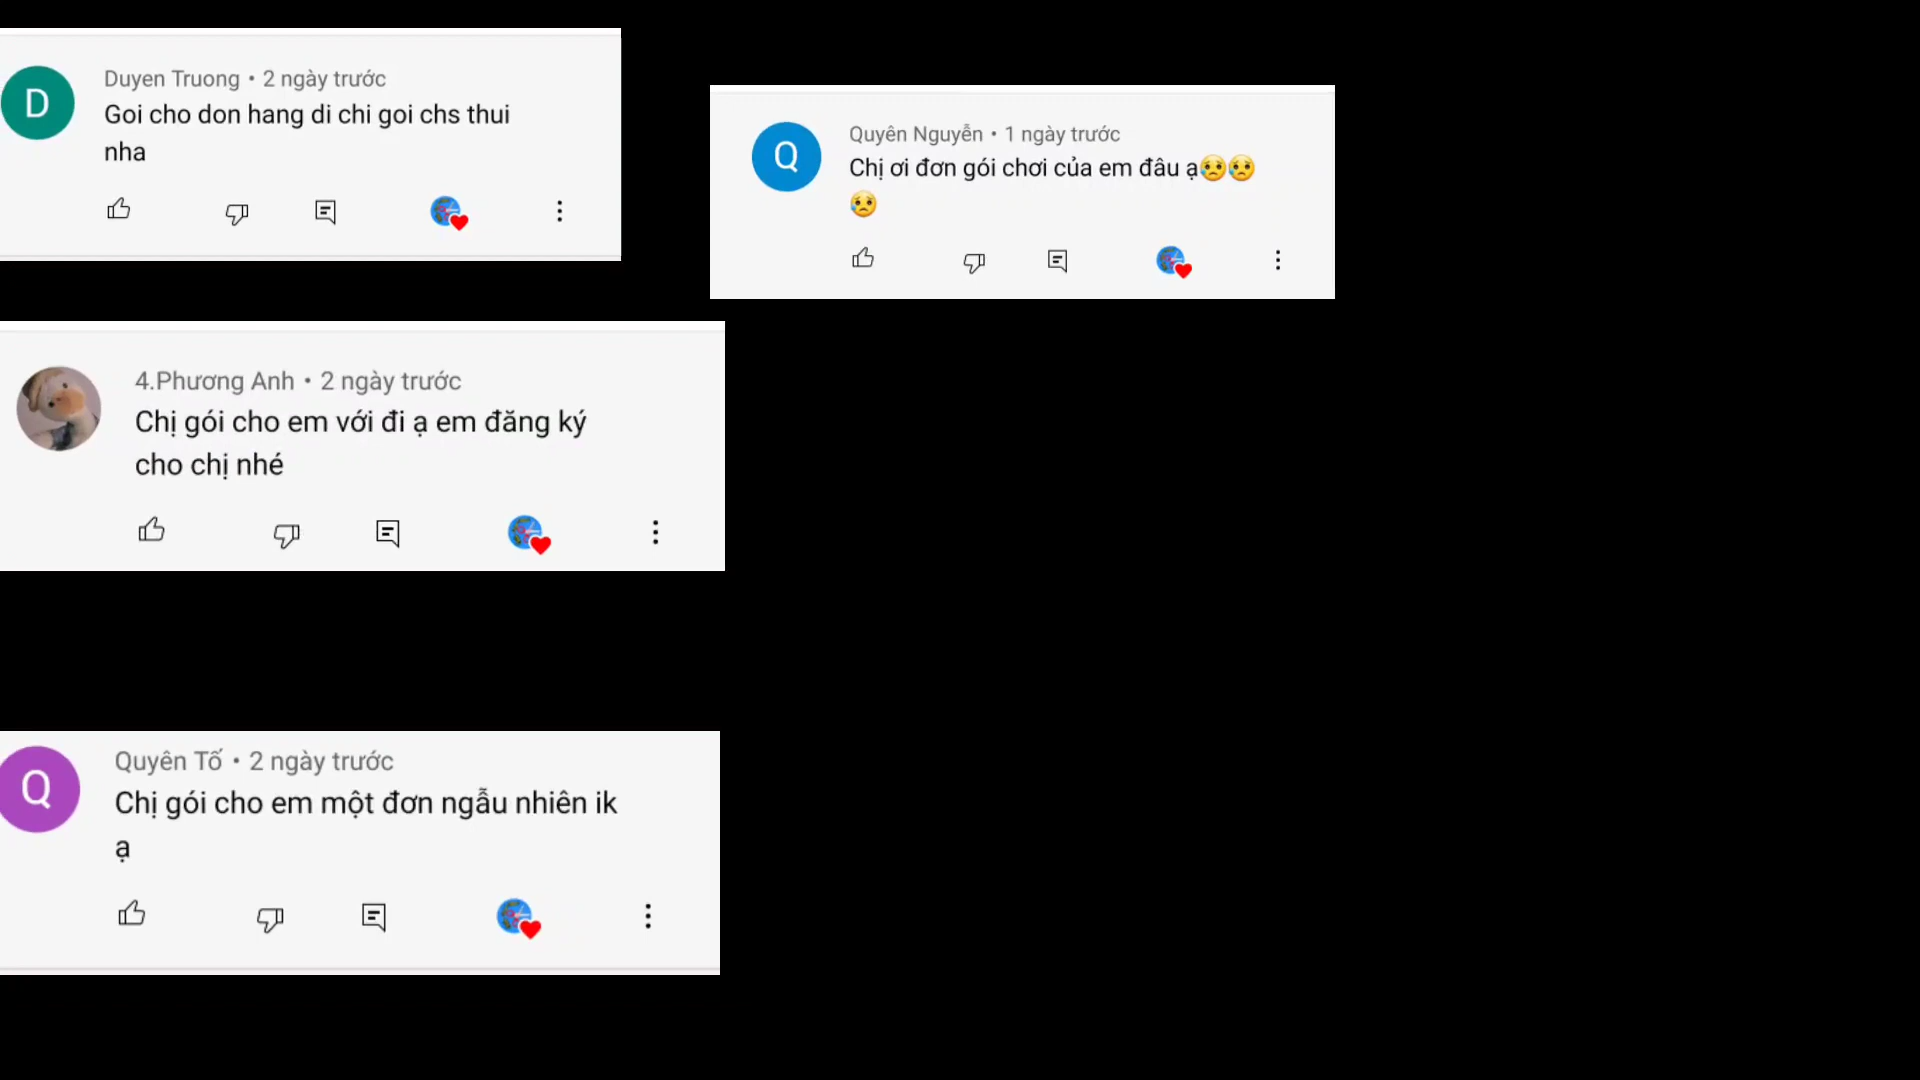 D
Duyen Truong • 2 ngày trước
Goi cho don hang di chi goi chs thui
nha
Q
Quyên Nguyễn • 1 ngày trước
Chị ơi đơn gói chơi của em đâu ạ😥😥
😥
4.Phương Anh • 2 ngày trước
Chị gói cho em với đi ạ em đăng ký
cho chị nhé
Q
Quyên Tố • 2 ngày trước
Chị gói cho em một đơn ngẫu nhiên ik
ạ